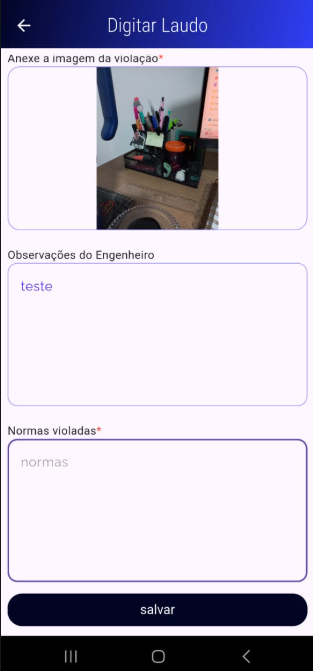 Digitar Laudo
Anexe a imagem da violação*
Observações do Engenheiro
teste
Normas violadas*
normas
salvar